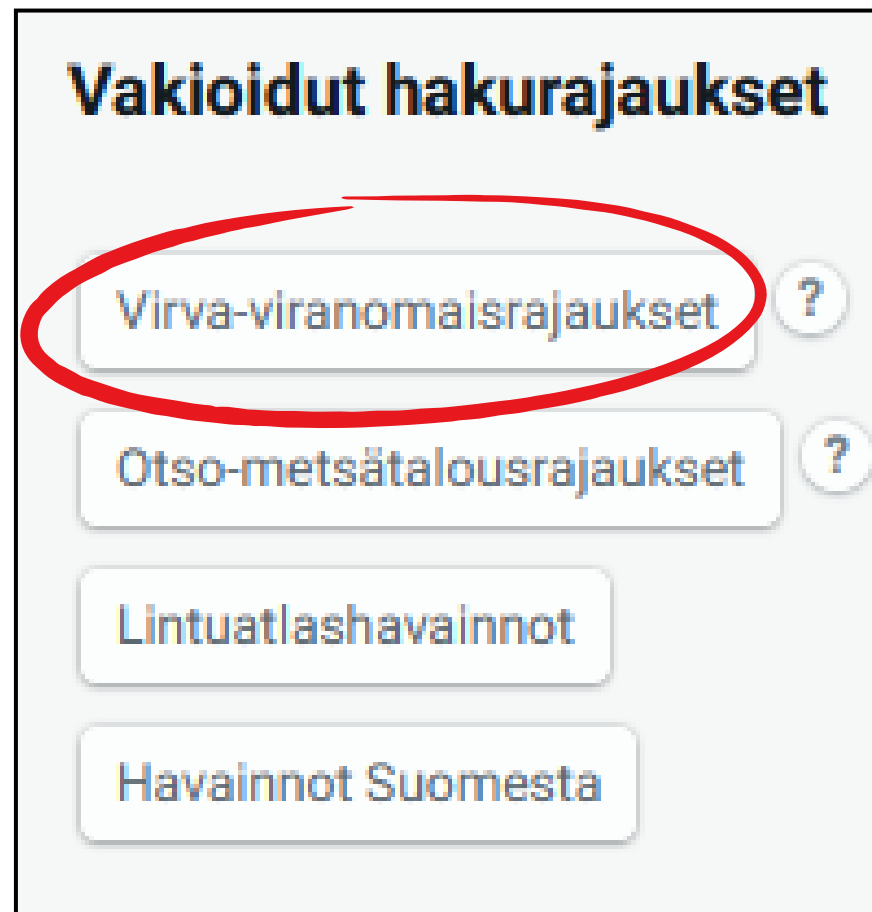 Vakioidut hakurajaukset
Virva-viranomaisrajaukset ?
Otso-metsätalousrajaukset ?
Lintuatlashavainnot
Havainnot Suomesta